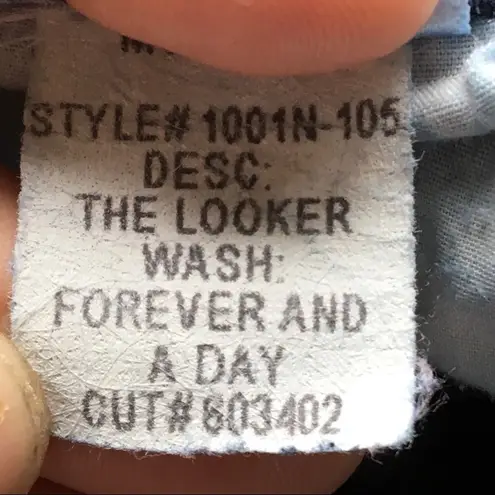 STYLE# 1001N-105
DESC:
THE LOOKER
WASH:
FOREVER AND
A DAY
CUT# 603402